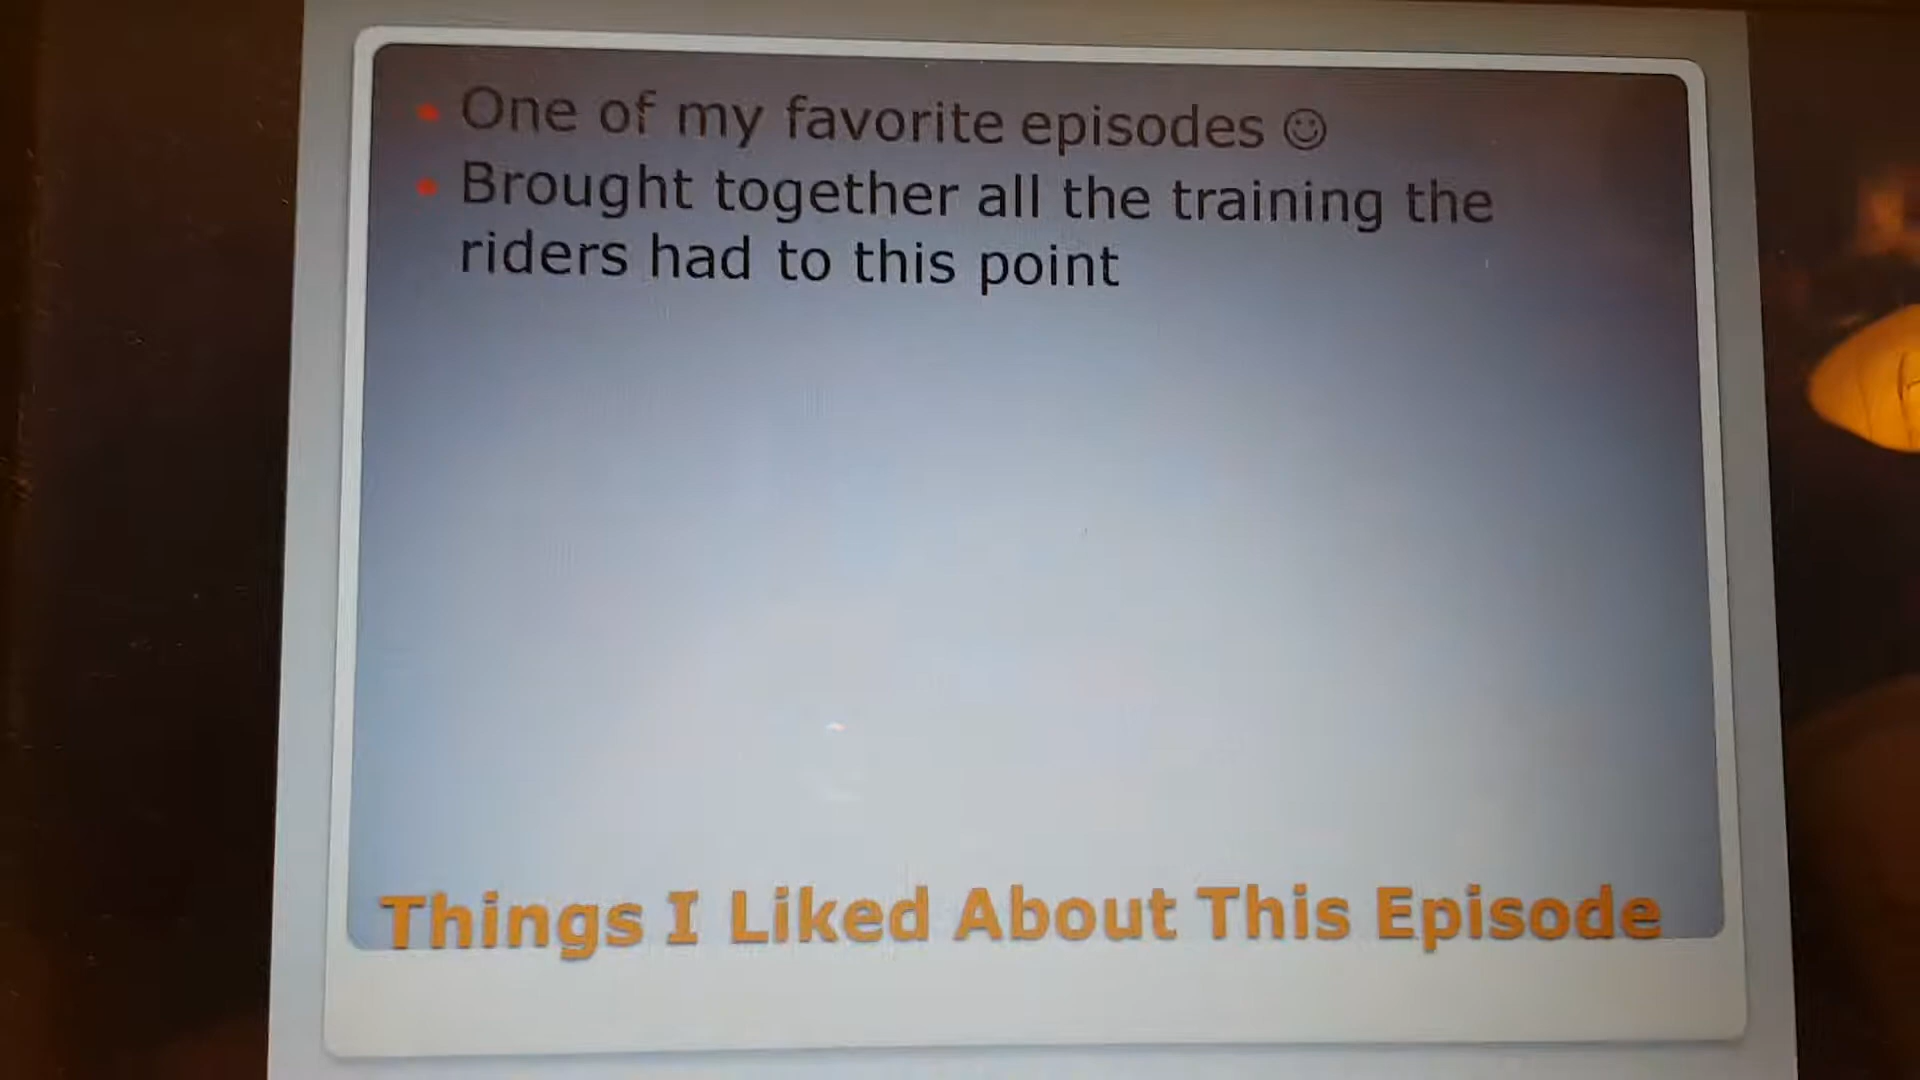 • One of my favorite episodes ☺
• Brought together all the training the
riders had to this point
Things I Liked About This Episode